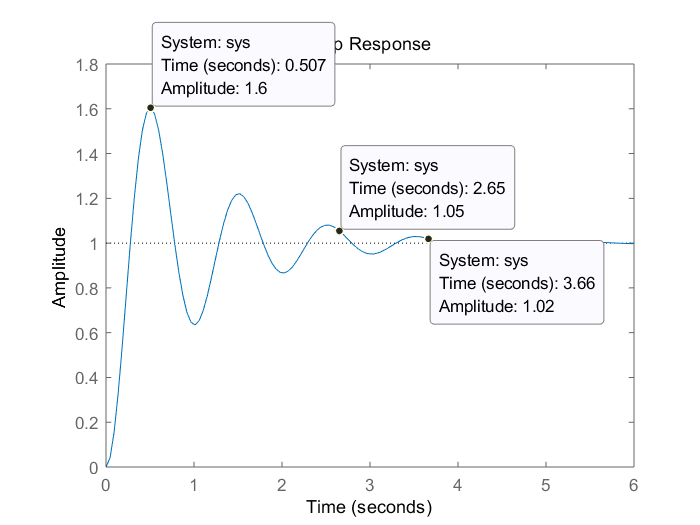 System: sys
Time (seconds): 0.507
Amplitude: 1.6
p Response
System: sys
Time (seconds): 2.65
Amplitude: 1.05
System: sys
Time (seconds): 3.66
Amplitude: 1.02
Amplitude
1.8
1.6
1.4
1.2
1
0.8
0.6
0.4
0.2
0
0 1 2 3 4 5 6
Time (seconds)